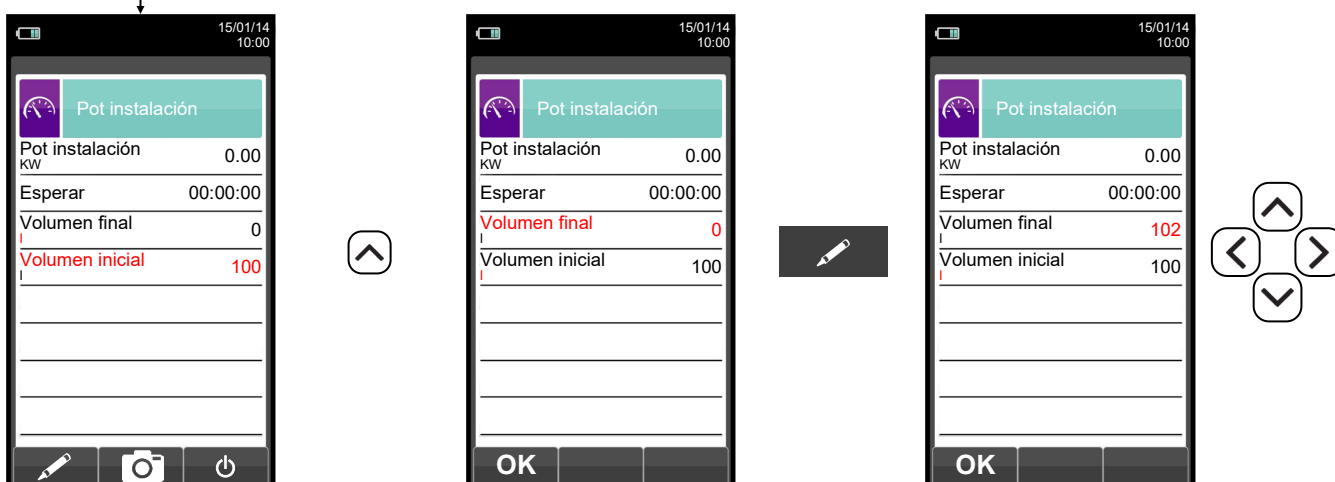 15/01/14
10:00
Pot instalación
Pot instalación
KW
0.00
Esperar
00:00:00
Volumen final
l
0
Volumen inicial
l
100
15/01/14
10:00
Pot instalación
Pot instalación
KW
0.00
Esperar
00:00:00
Volumen final
l
0
Volumen inicial
l
100
OK
15/01/14
10:00
Pot instalación
Pot instalación
KW
0.00
Esperar
00:00:00
Volumen final
l
102
Volumen inicial
l
100
OK